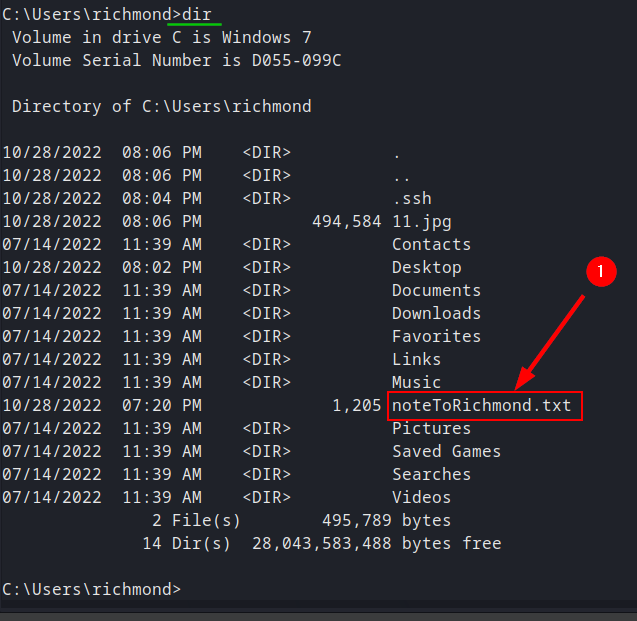 C:\Users\richmond>dir
Volume in drive C is Windows 7
Volume Serial Number is D055-099C
Directory of C:\Users\richmond
10/28/2022  08:06 PM    <DIR>          .
10/28/2022  08:06 PM    <DIR>          ..
10/28/2022  08:04 PM    <DIR>          .ssh
10/28/2022  08:06 PM           494,584 11.jpg
07/14/2022  11:39 AM    <DIR>          Contacts
10/28/2022  08:02 PM    <DIR>          Desktop
1
07/14/2022  11:39 AM    <DIR>          Documents
07/14/2022  11:39 AM    <DIR>          Downloads
07/14/2022  11:39 AM    <DIR>          Favorites
07/14/2022  11:39 AM    <DIR>          Links
07/14/2022  11:39 AM    <DIR>          Music
10/28/2022  07:20 PM             1,205 noteToRichmond.txt
07/14/2022  11:39 AM    <DIR>          Pictures
07/14/2022  11:39 AM    <DIR>          Saved Games
07/14/2022  11:39 AM    <DIR>          Searches
07/14/2022  11:39 AM    <DIR>          Videos
2 File(s)        495,789 bytes
14 Dir(s)  28,043,583,488 bytes free
C:\Users\richmond>